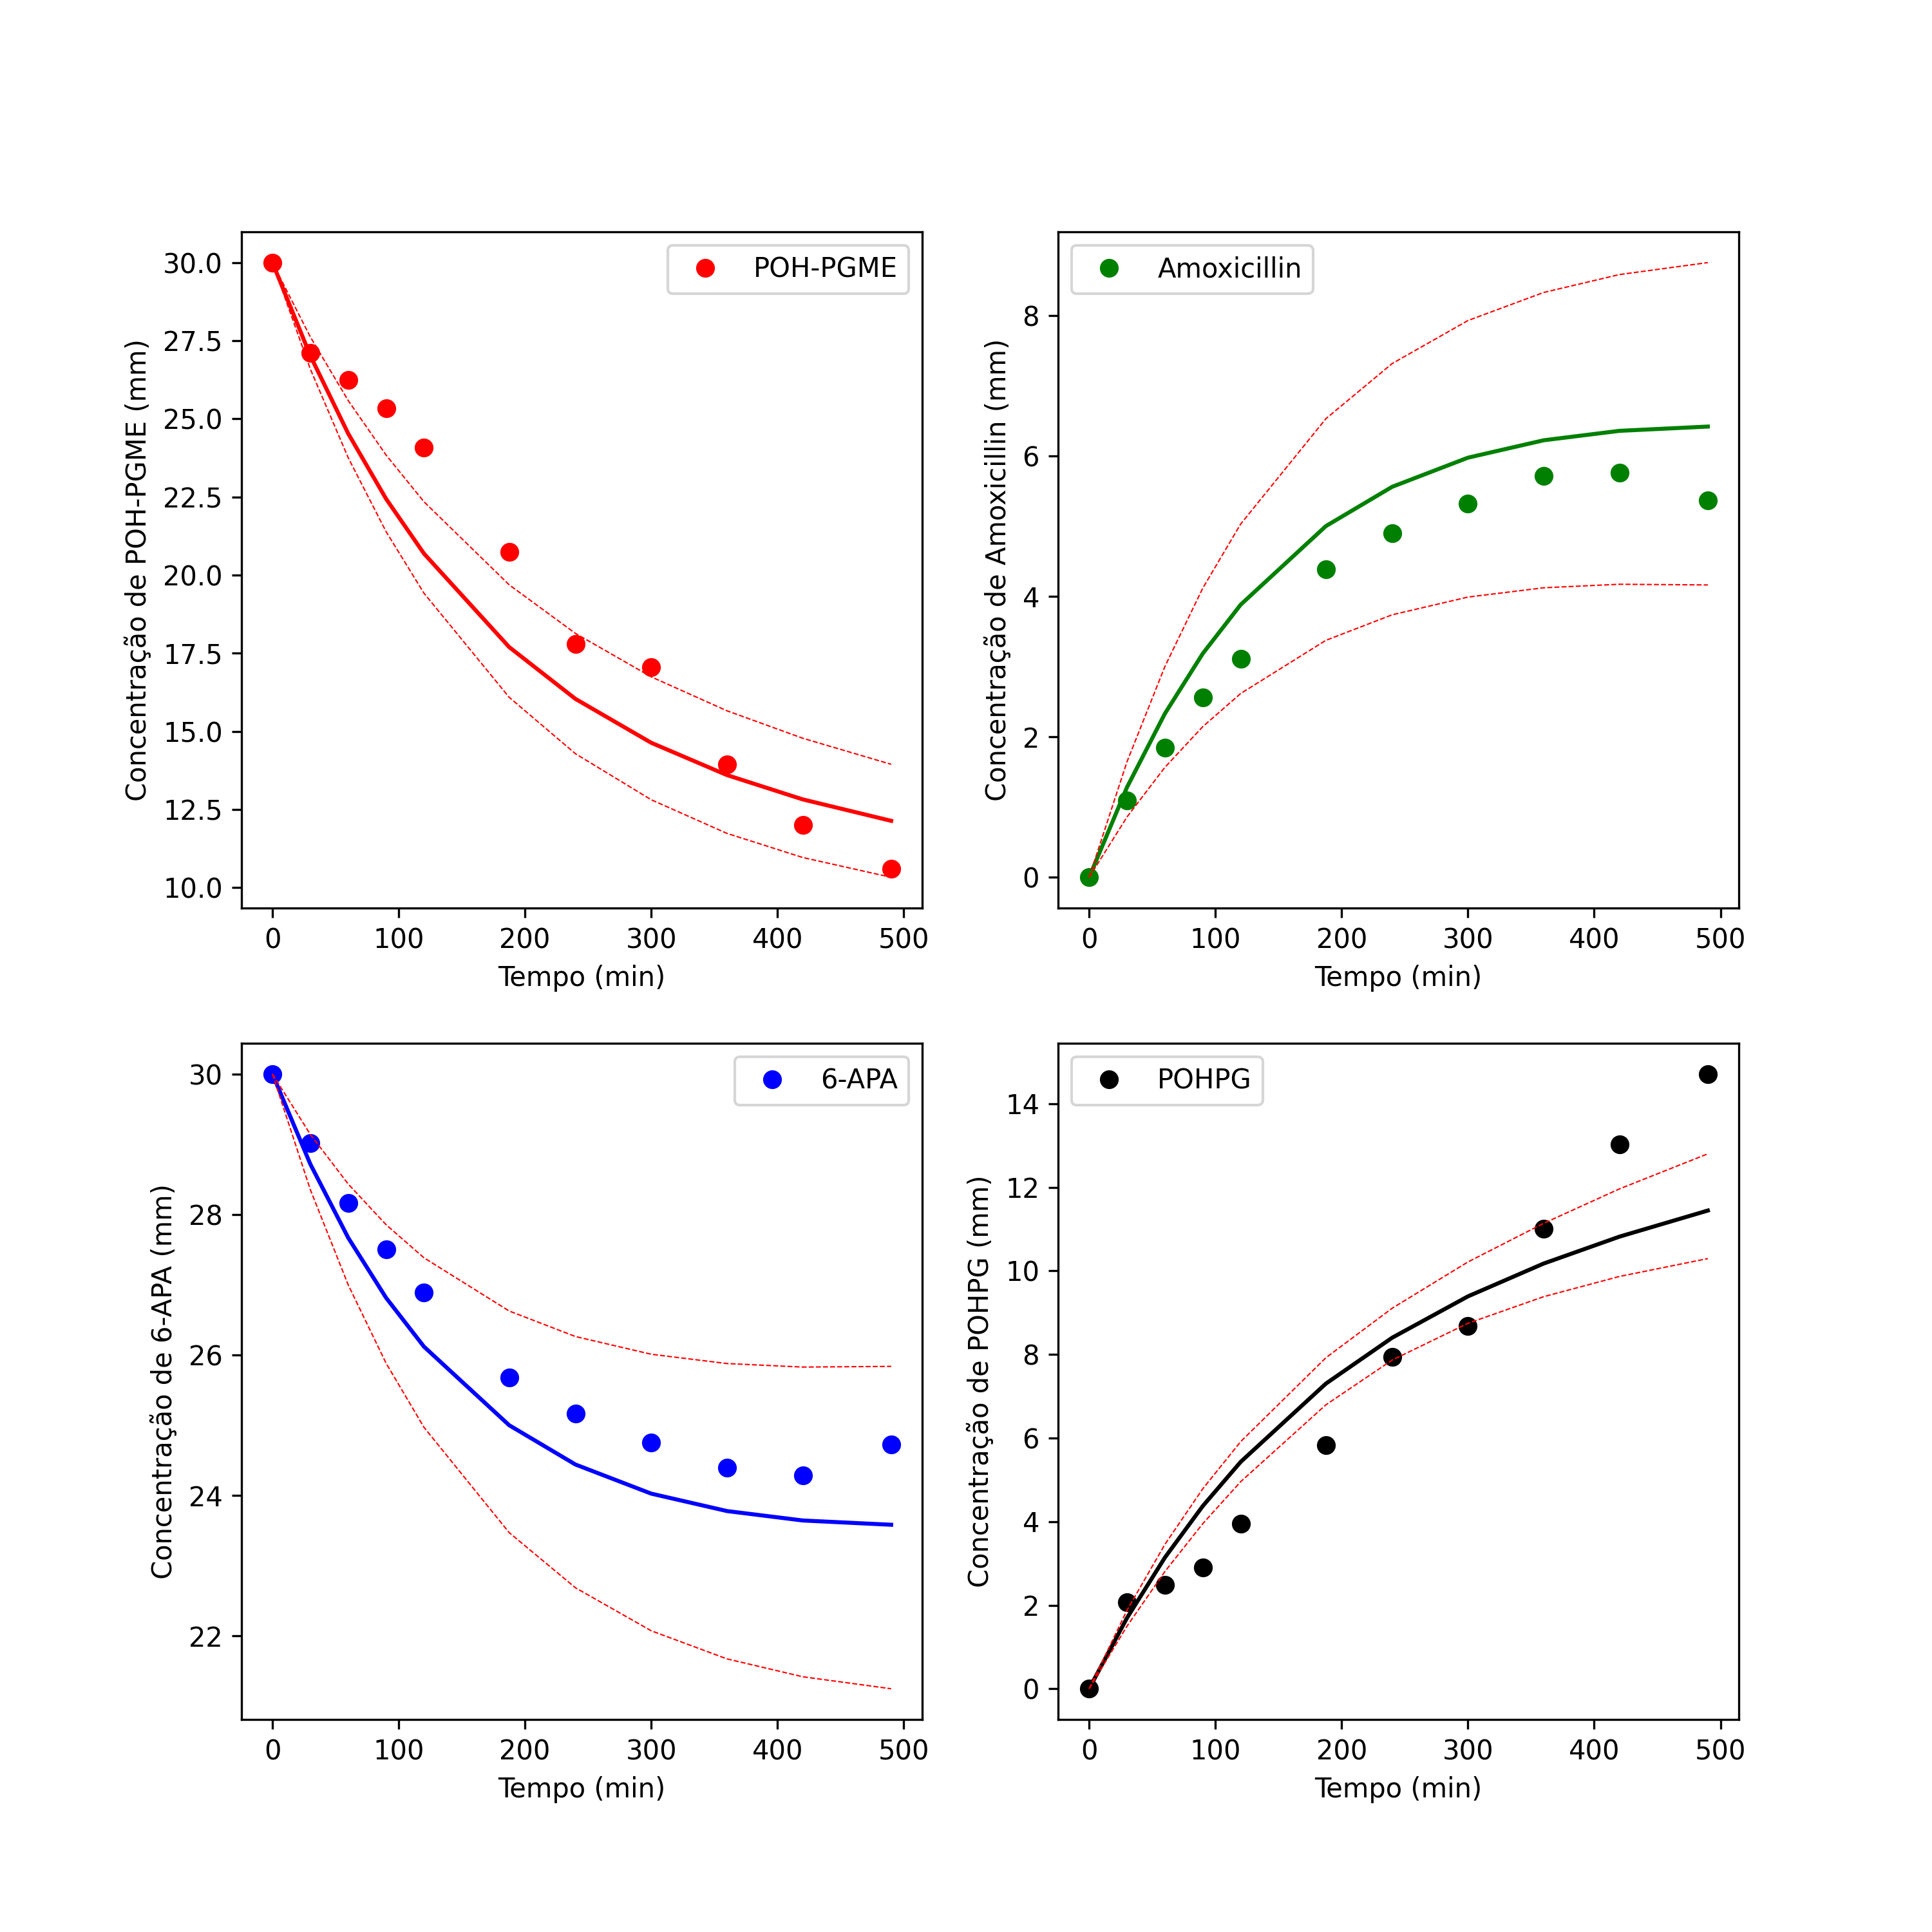 POH-PGME
Concentração de POH-PGME (mm)
30.0
27.5
25.0
22.5
20.0
17.5
15.0
12.5
10.0
0 100 200 300 400 500
Tempo (min)
Amoxicillin
Concentração de Amoxicillin (mm)
8
6
4
2
0
0 100 200 300 400 500
Tempo (min)
6-APA
Concentração de 6-APA (mm)
30
28
26
24
22
0 100 200 300 400 500
Tempo (min)
POHPG
Concentração de POHPG (mm)
14
12
10
8
6
4
2
0
0 100 200 300 400 500
Tempo (min)